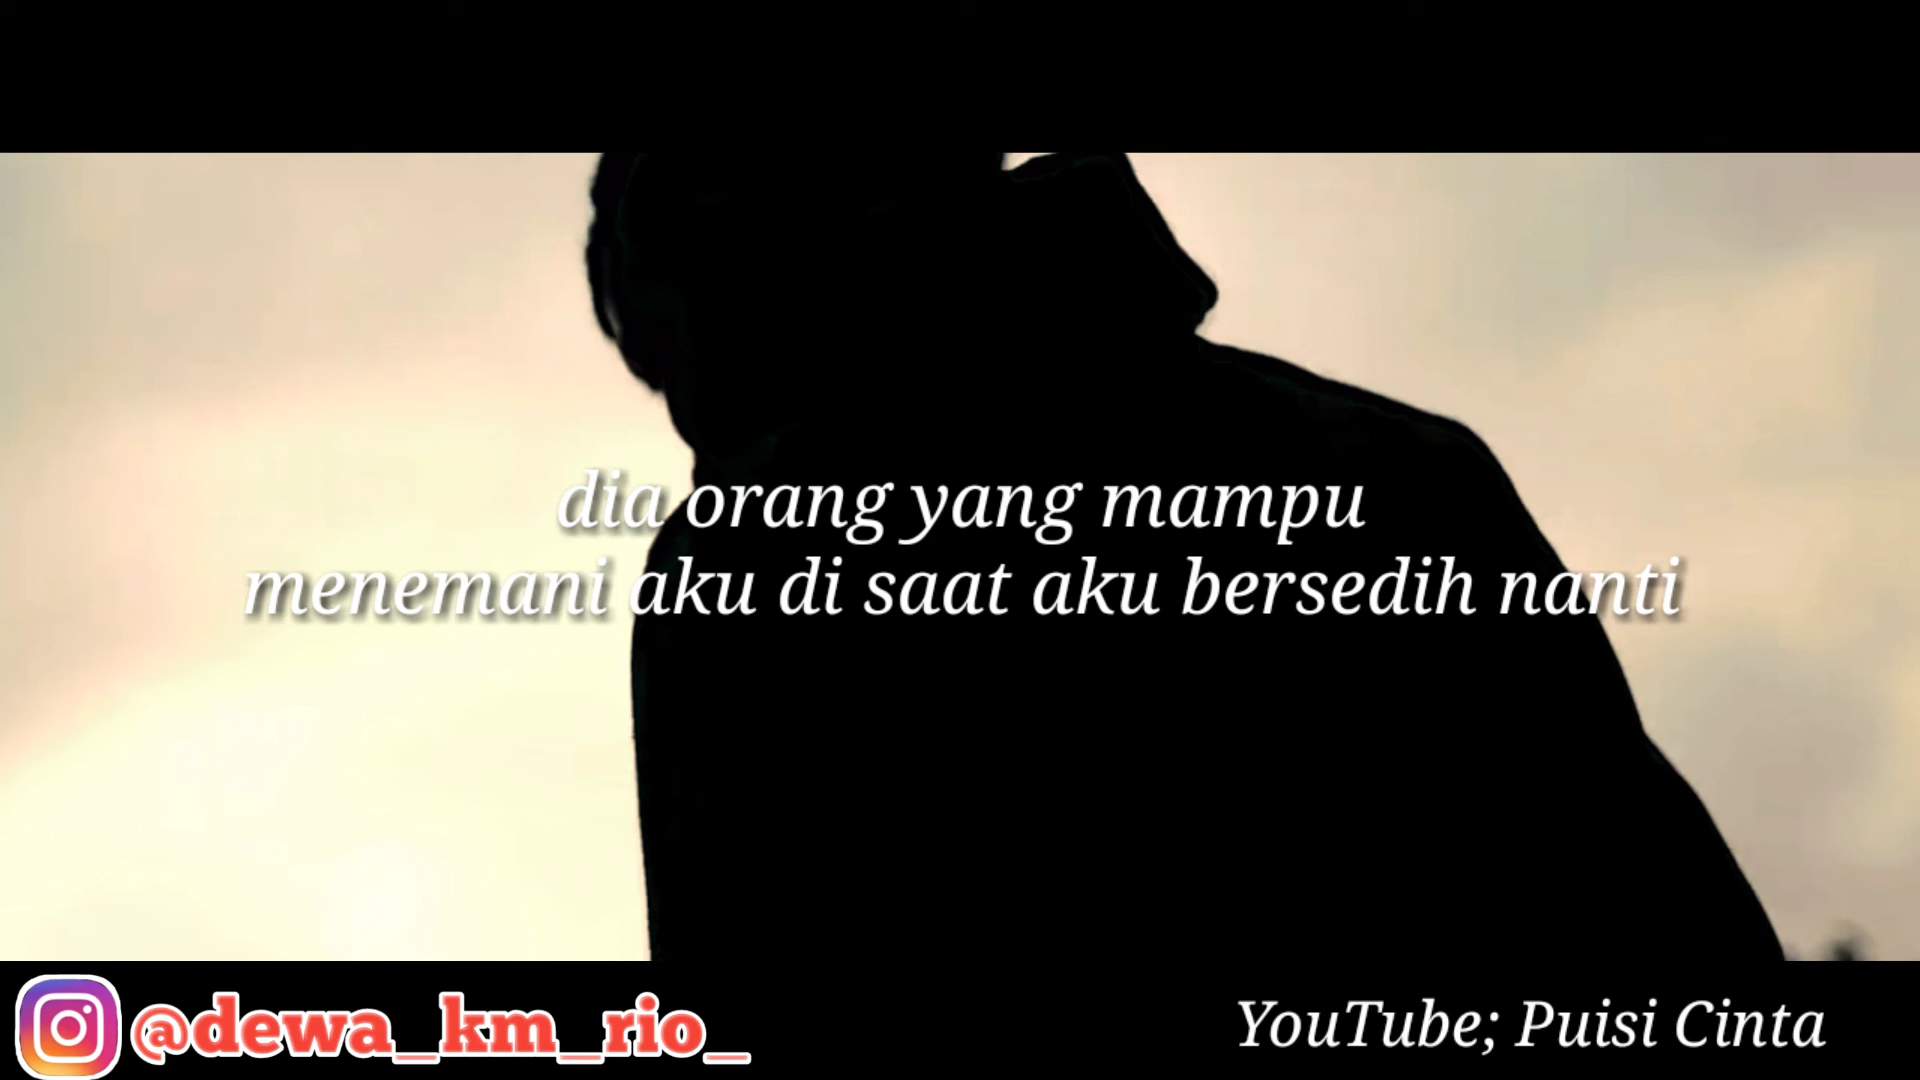 dia orang yang mampu
menemani aku di saat aku bersedih nanti
@dewa_km_rio_
YouTube; Puisi Cinta